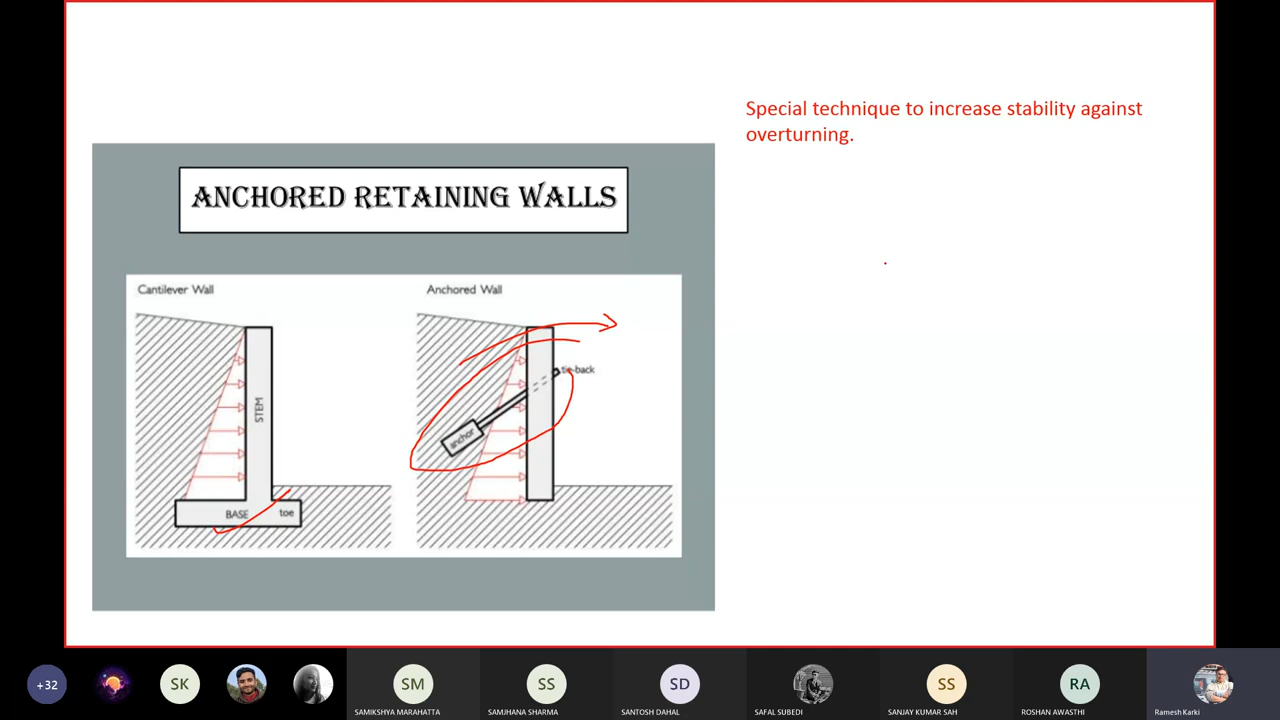 Special technique to increase stability against
overturning.
ANCHORED RETAINING WALLS
Cantilever Wall
Anchored Wall
tie-back
STEM
anchor
BASE
toe
+32
SK
SM
SS
SD
SS
RA
SAMIKSHYA MARAHATTA
SAMJHANA SHARMA
SANTOSH DAHAL
SAFAL SUBEDI
SANJAY KUMAR SAH
ROSHAN AWASTHI
Ramesh Karki